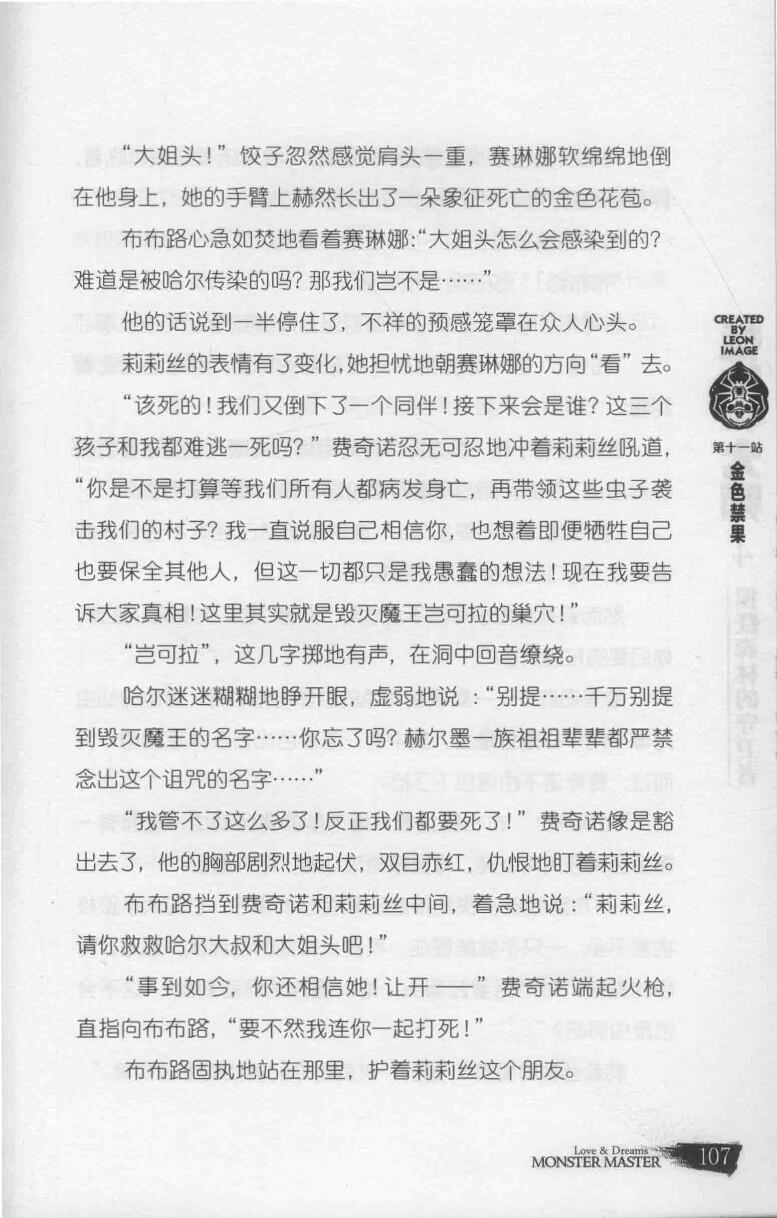 “大姐头！”饺子忽然感觉肩头一重，赛琳娜软绵绵地倒
在他身上，她的手臂上赫然长出了一朵象征死亡的金色花苞。
布布路心急如焚地看着赛琳娜：“大姐头怎么会感染到的？
难道是被哈尔传染的吗？那我们岂不是……”
他的话说到一半停住了，不祥的预感笼罩在众人心头。
莉莉丝的表情有了变化，她担忧地朝赛琳娜的方向“看”去。
“该死的！我们又倒下了一个同伴！接下来会是谁？这三个
孩子和我都难逃一死吗？”费奇诺忍无可忍地冲着莉莉丝吼道，
“你是不是打算等我们所有人都病发身亡，再带领这些虫子袭
击我们的村子？我一直说服自己相信你，也想着即便牺牲自己
也要保全其他人，但这一切都只是我愚蠢的想法！现在我要告
诉大家真相！这里其实就是毁灭魔王岂可拉的巢穴！”
“岂可拉”，这几字掷地有声，在洞中回音缭绕。
哈尔迷迷糊糊地睁开眼，虚弱地说：“别提……千万别提
到毁灭魔王的名字……你忘了吗？赫尔墨一族祖祖辈辈都严禁
念出这个诅咒的名字……”
“我管不了这么多了！反正我们都要死了！”费奇诺像是豁
出去了，他的胸部剧烈地起伏，双目赤红，仇恨地盯着莉莉丝。
布布路挡到费奇诺和莉莉丝中间，着急地说：“莉莉丝，
请你救救哈尔大叔和大姐头吧！”
“事到如今，你还相信她！让开——”费奇诺端起火枪，
直指向布布路，“要不然我连你一起打死！”
布布路固执地站在那里，护着莉莉丝这个朋友。
CREATED
BY
LEON
IMAGE
第十一站
金色禁果
Love & Dreams
MONSTER MASTER
107